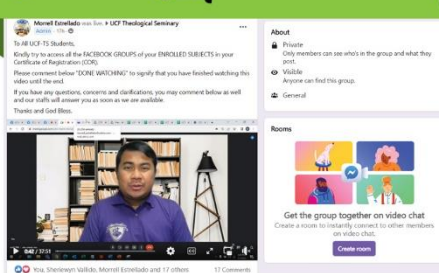 Morrell Estrellado was live. ▸ UCF Theological Seminary
Admin · 17h
To All UCF-TS Students,
Kindly try to access all the FACEBOOK GROUPS of your ENROLLED SUBJECTS in your
Certificate of Registration (COR).
Please comment below "DONE WATCHING" to signify that you have finished watching this
video until the end.
If you have any questions, concerns and clarifications, you may comment below as well
and our staffs will answer you as soon as we are available.
Thanks and God Bless.
0:42 / 37:51
You, Sherlewyn Vallido, Morrell Estrellado and 17 others
17 Comments
About
Private
Only members can see who's in the group and what they
post.
Visible
Anyone can find this group.
General
Rooms
Get the group together on video chat
Create a room to instantly connect to other members
on video chat.
Create room